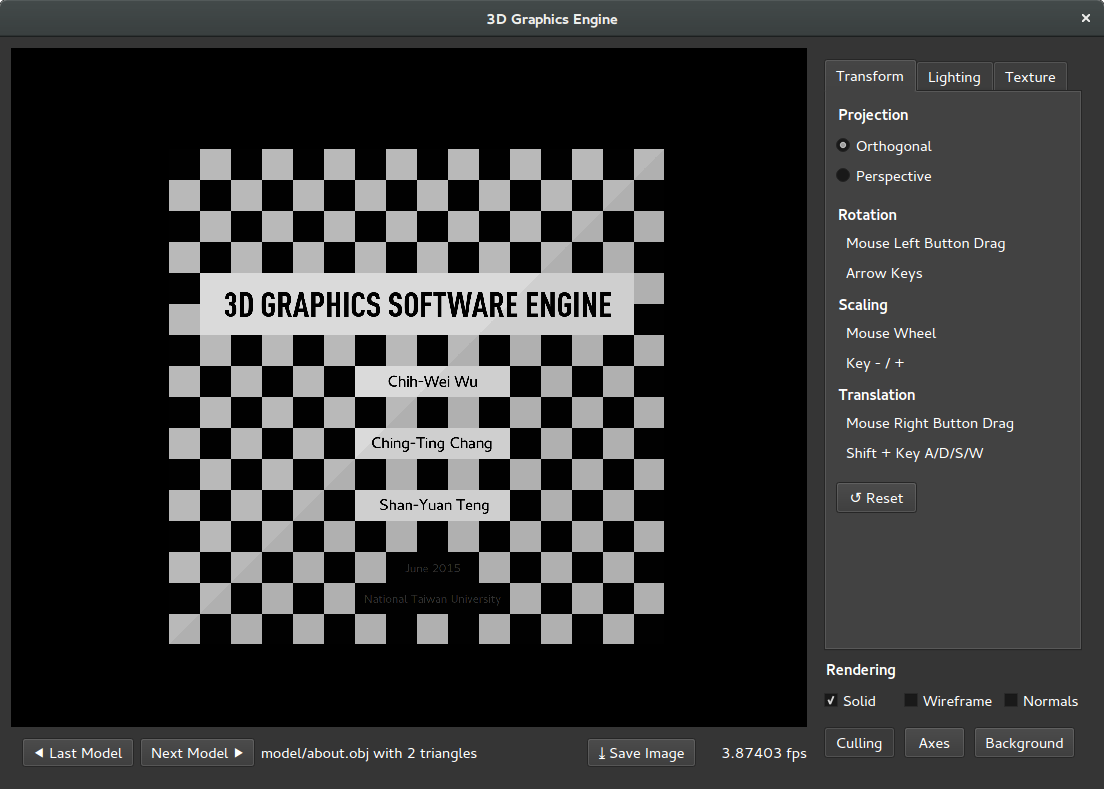 3D Graphics Engine
×
Transform Lighting Texture
Projection
Orthogonal
Perspective
Rotation
Mouse Left Button Drag
Arrow Keys
Scaling
Mouse Wheel
Key - / +
Translation
Mouse Right Button Drag
Shift + Key A/D/S/W
↺ Reset
3D GRAPHICS SOFTWARE ENGINE
Chih-Wei Wu
Ching-Ting Chang
Shan-Yuan Teng
June 2015
National Taiwan University
Rendering
Solid Wireframe Normals
Culling Axes Background
◀ Last Model Next Model ▶ model/about.obj with 2 triangles ⤓ Save Image 3.87403 fps